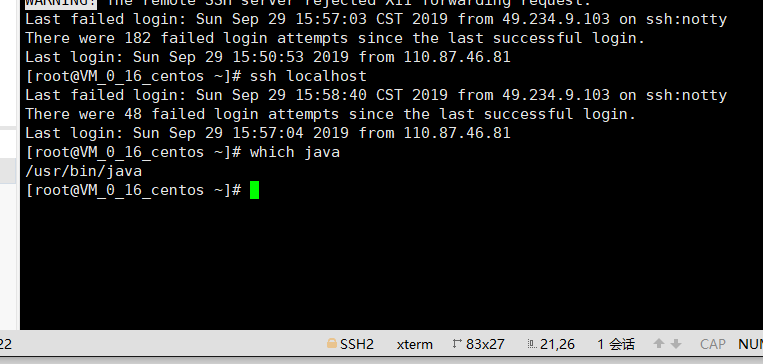 WARNING! The remote SSH server rejected X11 forwarding request.
Last failed login: Sun Sep 29 15:57:03 CST 2019 from 49.234.9.103 on ssh:notty
There were 182 failed login attempts since the last successful login.
Last login: Sun Sep 29 15:50:53 2019 from 110.87.46.81
[root@VM_0_16_centos ~]# ssh localhost
Last failed login: Sun Sep 29 15:58:40 CST 2019 from 49.234.9.103 on ssh:notty
There were 48 failed login attempts since the last successful login.
Last login: Sun Sep 29 15:57:04 2019 from 110.87.46.81
[root@VM_0_16_centos ~]# which java
/usr/bin/java
[root@VM_0_16_centos ~]#
22 SSH2 xterm 83x27 21,26 1 会话 CAP NUM